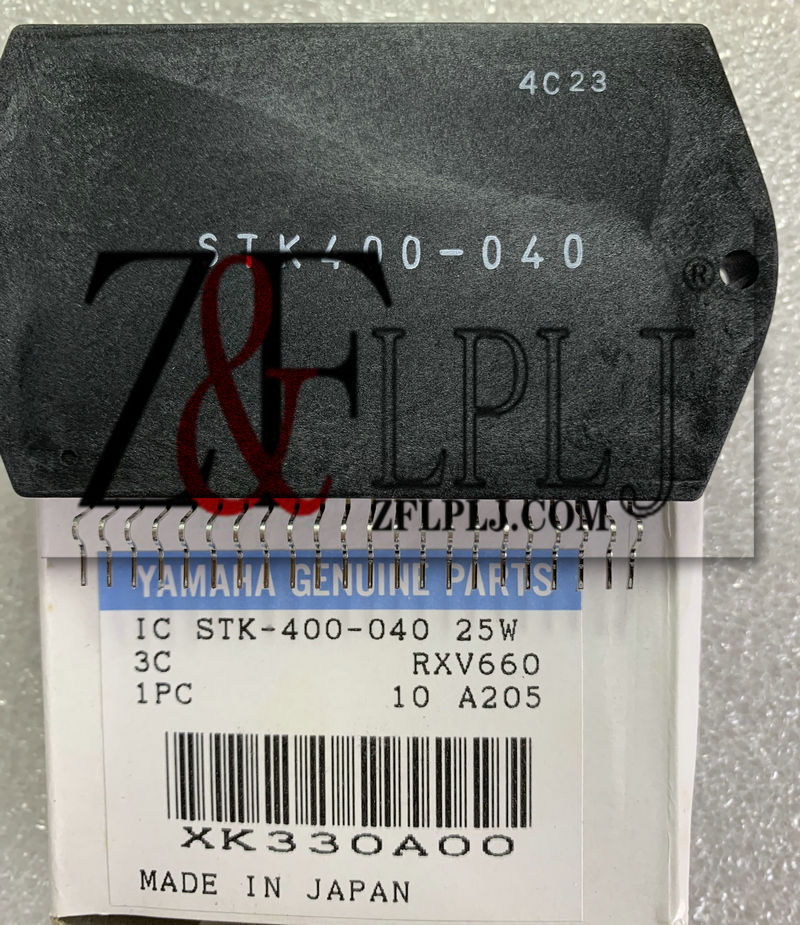 4C23
STK400-040
Z&F LPLJ ®
ZFLPLJ.COM
YAMAHA GENUINE PARTS
IC STK-400-040 25W
3C RXV660
1PC 10 A205
XK330A00
MADE IN JAPAN